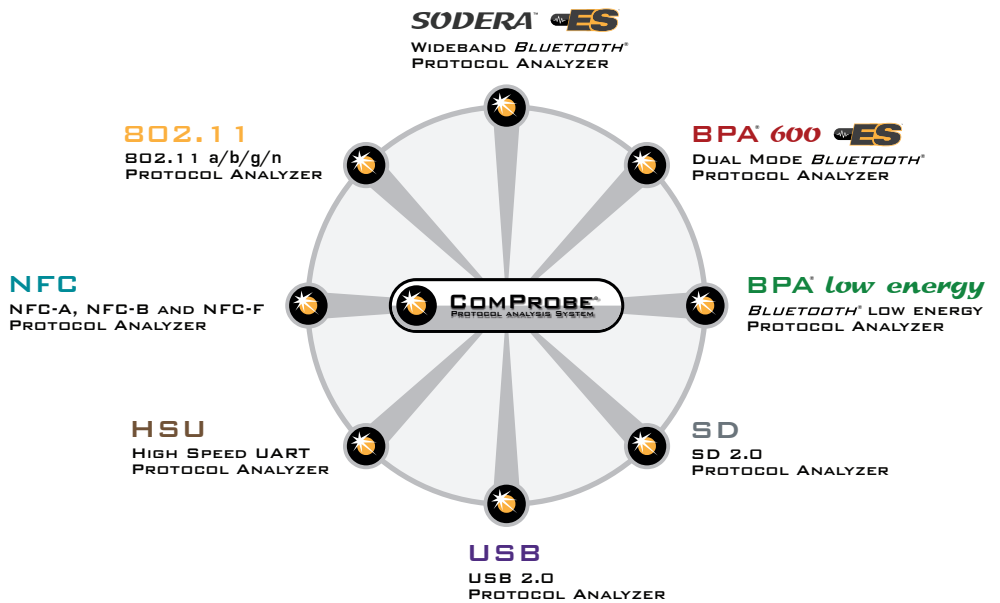 SODERA™ ES
WIDEBAND BLUETOOTH®
PROTOCOL ANALYZER
802.11
802.11 a/b/g/n
PROTOCOL ANALYZER
BPA® 600 ES
DUAL MODE BLUETOOTH®
PROTOCOL ANALYZER
NFC
NFC-A, NFC-B AND NFC-F
PROTOCOL ANALYZER
COMPROBE®
PROTOCOL ANALYSIS SYSTEM
BPA® low energy
BLUETOOTH® LOW ENERGY
PROTOCOL ANALYZER
HSU
HIGH SPEED UART
PROTOCOL ANALYZER
SD
SD 2.0
PROTOCOL ANALYZER
USB
USB 2.0
PROTOCOL ANALYZER